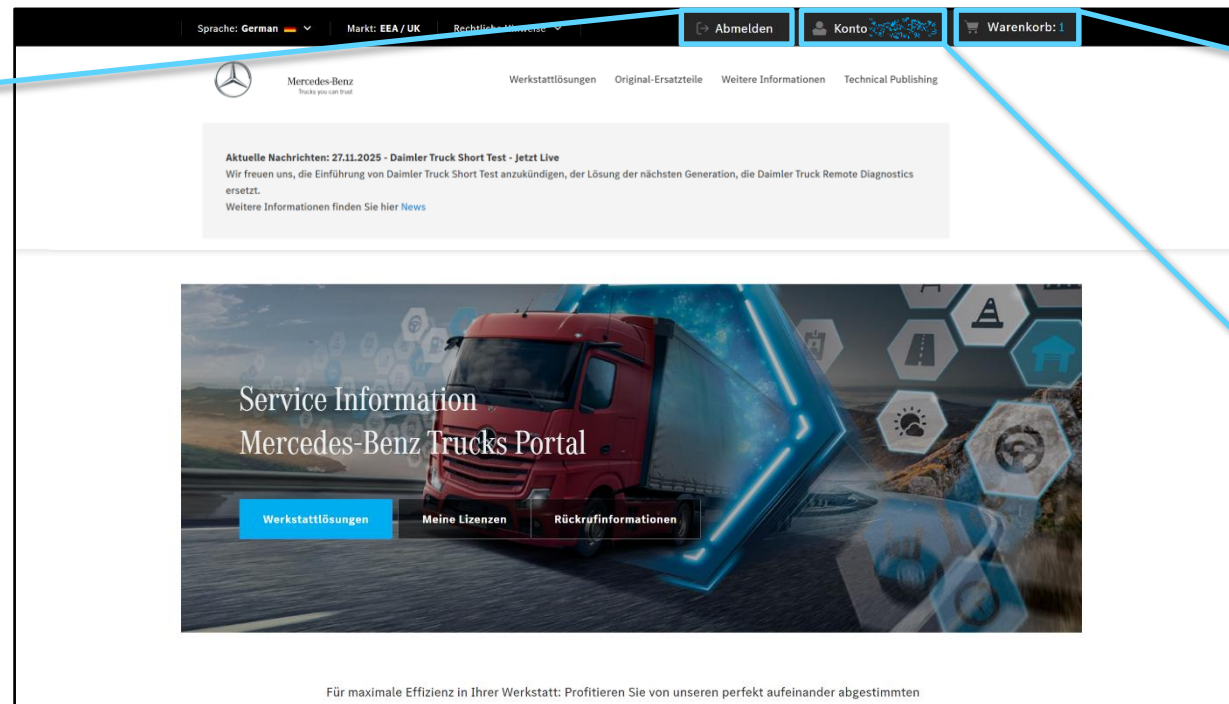 Sprache: German
Markt: EEA / UK
Rechtliche Hinweise
Abmelden
Konto
Warenkorb: 1
Mercedes-Benz
Trucks you can trust
Werkstattlösungen
Original-Ersatzteile
Weitere Informationen
Technical Publishing
Aktuelle Nachrichten: 27.11.2025 - Daimler Truck Short Test - Jetzt Live
Wir freuen uns, die Einführung von Daimler Truck Short Test anzukündigen, der Lösung der nächsten Generation, die Daimler Truck Remote Diagnostics
ersetzt.
Weitere Informationen finden Sie hier News
Service Information
Mercedes-Benz Trucks Portal
Werkstattlösungen
Meine Lizenzen
Rückrufinformationen
Für maximale Effizienz in Ihrer Werkstatt: Profitieren Sie von unseren perfekt aufeinander abgestimmten